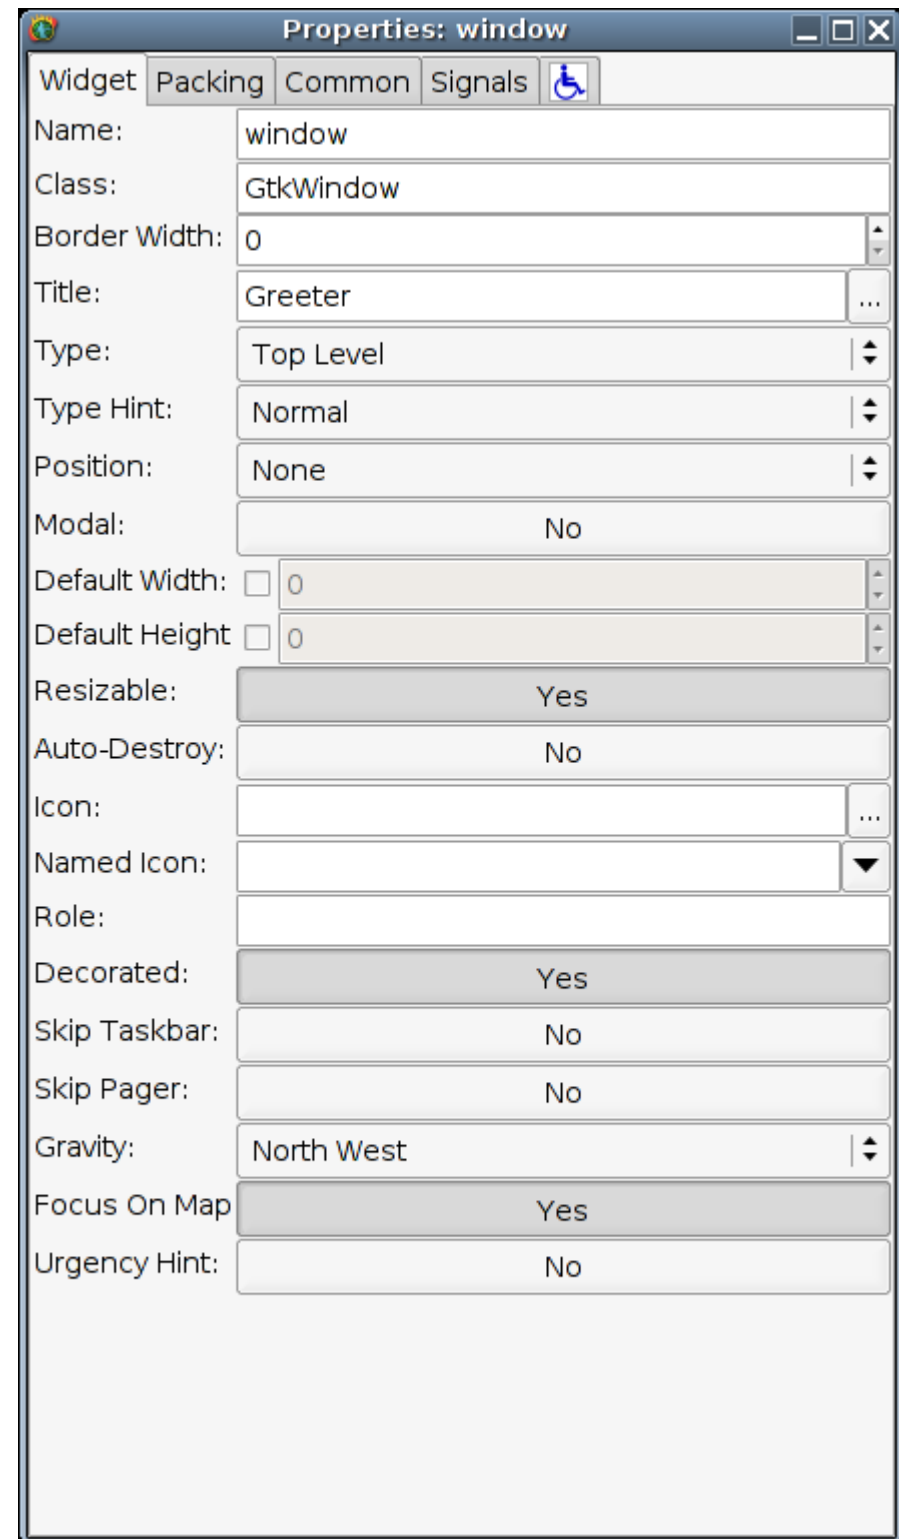 Properties: window
Widget Packing Common Signals
Name: window
Class: GtkWindow
Border Width: 0
Title: Greeter ...
Type: Top Level
Type Hint: Normal
Position: None
Modal: No
Default Width: 0
Default Height 0
Resizable: Yes
Auto-Destroy: No
Icon: ...
Named Icon:
Role:
Decorated: Yes
Skip Taskbar: No
Skip Pager: No
Gravity: North West
Focus On Map Yes
Urgency Hint: No